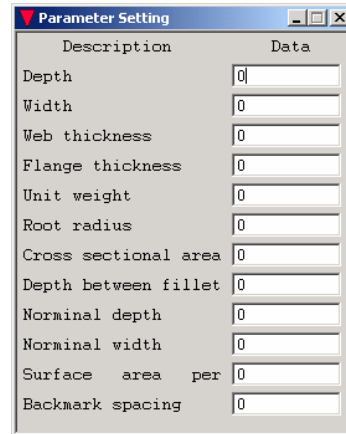 Parameter Setting
Description Data
Depth 0
Width 0
Web thickness 0
Flange thickness 0
Unit weight 0
Root radius 0
Cross sectional area 0
Depth between fillet 0
Norminal depth 0
Norminal width 0
Surface area per 0
Backmark spacing 0